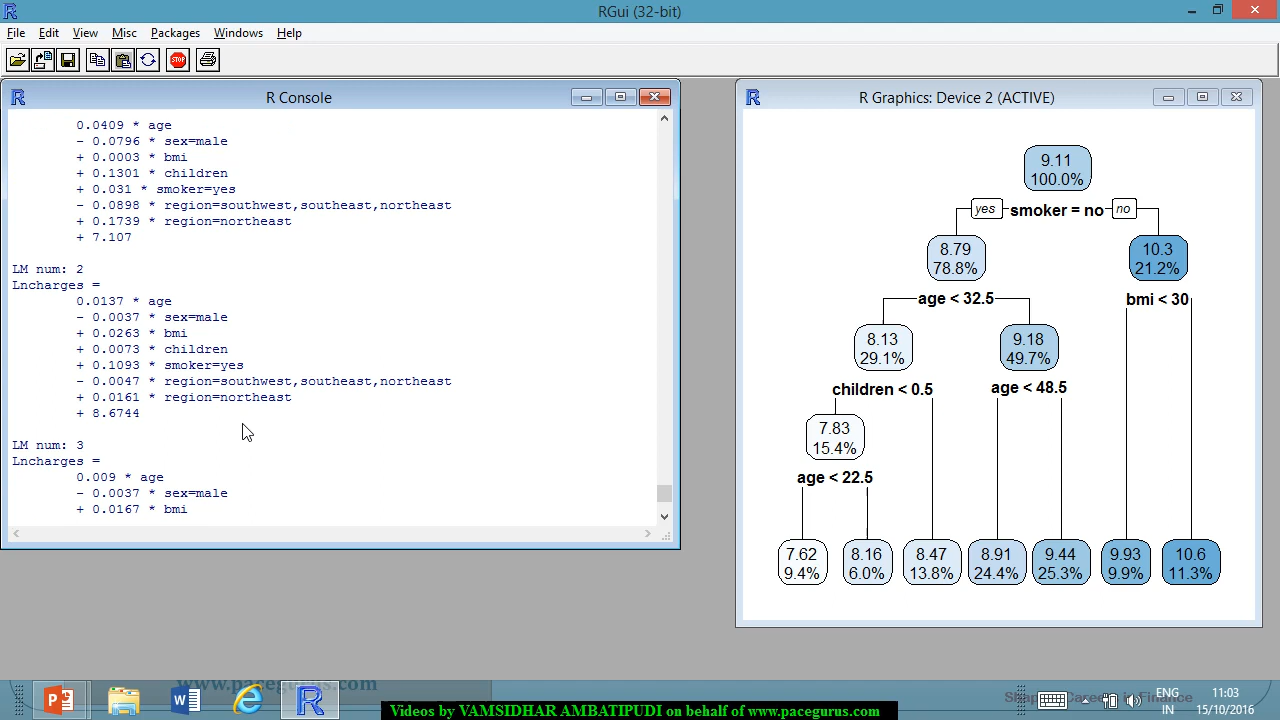 RGui (32-bit)
File Edit View Misc Packages Windows Help
STOP
R Console
0.0409 * age
- 0.0796 * sex=male
+ 0.0003 * bmi
+ 0.1301 * children
+ 0.031 * smoker=yes
- 0.0898 * region=southwest,southeast,northeast
+ 0.1739 * region=northeast
+ 7.107
LM num: 2
Lncharges =
0.0137 * age
- 0.0037 * sex=male
+ 0.0263 * bmi
+ 0.0073 * children
+ 0.1093 * smoker=yes
- 0.0047 * region=southwest,southeast,northeast
+ 0.0161 * region=northeast
+ 8.6744
LM num: 3
Lncharges =
0.009 * age
- 0.0037 * sex=male
+ 0.0167 * bmi
R Graphics: Device 2 (ACTIVE)
9.11
100.0%
yes smoker = no no
8.79
78.8%
10.3
21.2%
age < 32.5
bmi < 30
8.13
29.1%
9.18
49.7%
children < 0.5
age < 48.5
7.83
15.4%
age < 22.5
7.62 8.16 8.47 8.91 9.44 9.93 10.6
9.4% 6.0% 13.8% 24.4% 25.3% 9.9% 11.3%
www.pacegurus.com
ENG
IN
11:03
15/10/2016
Videos by VAMSIDHAR AMBATIPUDI on behalf of www.pacegurus.com